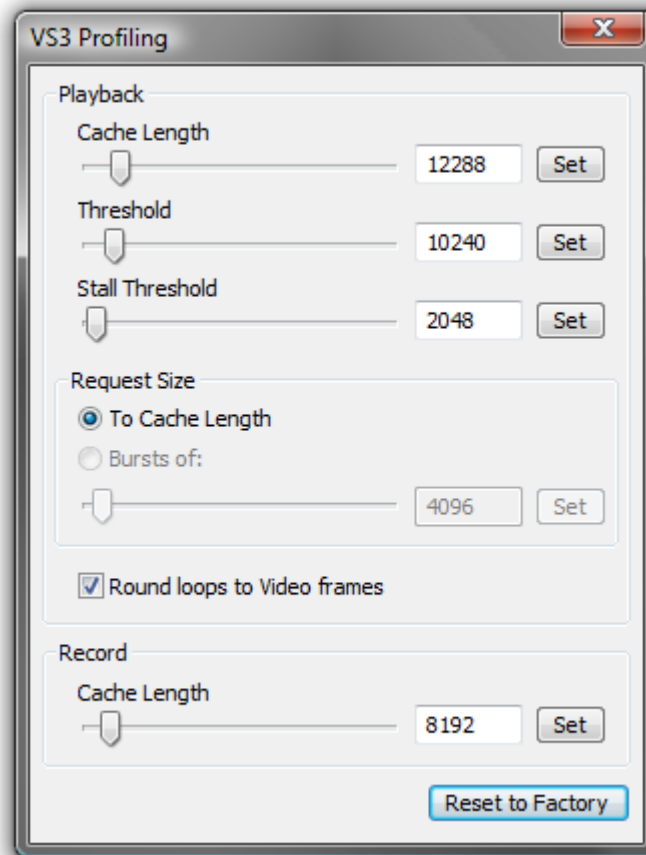 VS3 Profiling
Playback
Cache Length
12288 Set
Threshold
10240 Set
Stall Threshold
2048 Set
Request Size
To Cache Length
Bursts of:
4096 Set
Round loops to Video frames
Record
Cache Length
8192 Set
Reset to Factory